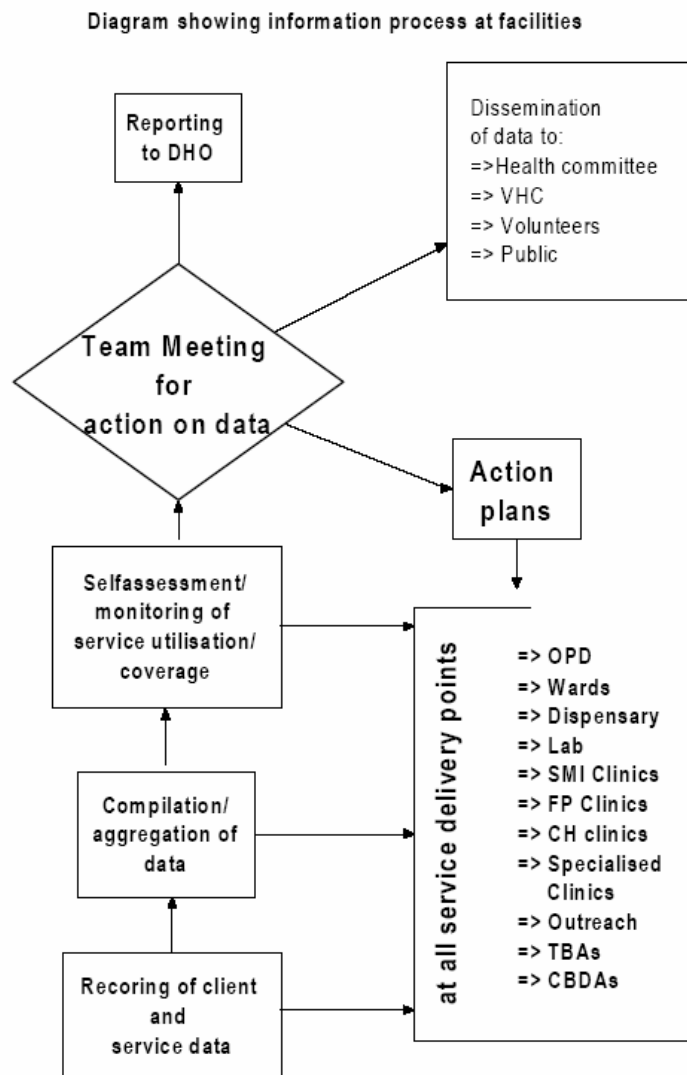 Diagram showing information process at facilities
Reporting
to DHO
Dissemination
of data to:
=>Health committee
=> VHC
=> Volunteers
=> Public
Team Meeting
for
action on data
Action
plans
Selfassessment/
monitoring of
service utilisation/
coverage
at all service delivery points
=> OPD
=> Wards
=> Dispensary
=> Lab
=> SMI Clinics
=> FP Clinics
=> CH clinics
=> Specialised
Clinics
=> Outreach
=> TBAs
=> CBDAs
Compilation/
aggregation of
data
Recoring of client
and
service data